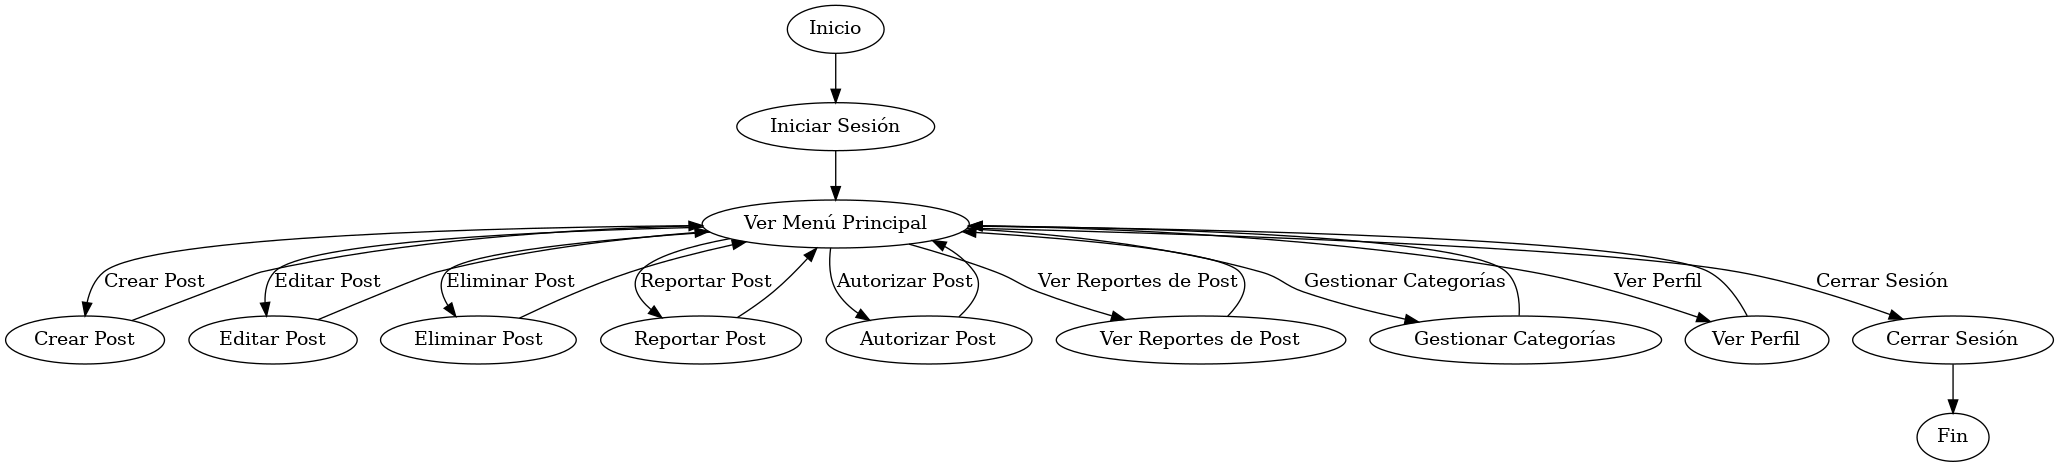 Inicio
Iniciar Sesión
Ver Menú Principal
Crear Post
Editar Post
Eliminar Post
Reportar Post
Autorizar Post
Ver Reportes de Post
Gestionar Categorías
Ver Perfil
Cerrar Sesión
Crear Post
Editar Post
Eliminar Post
Reportar Post
Autorizar Post
Ver Reportes de Post
Gestionar Categorías
Ver Perfil
Cerrar Sesión
Fin